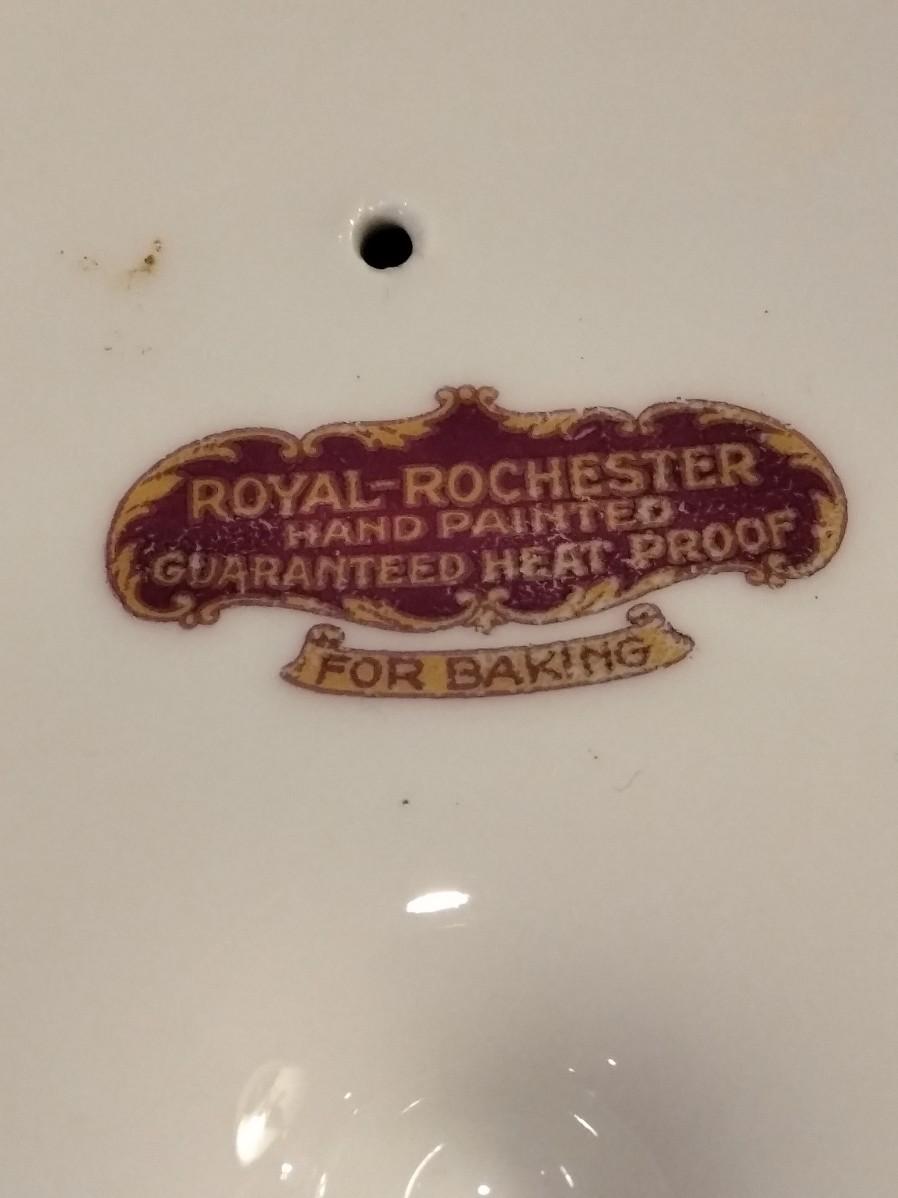 ROYAL-ROCHESTER
HAND PAINTED
GUARANTEED HEAT PROOF
FOR BAKING